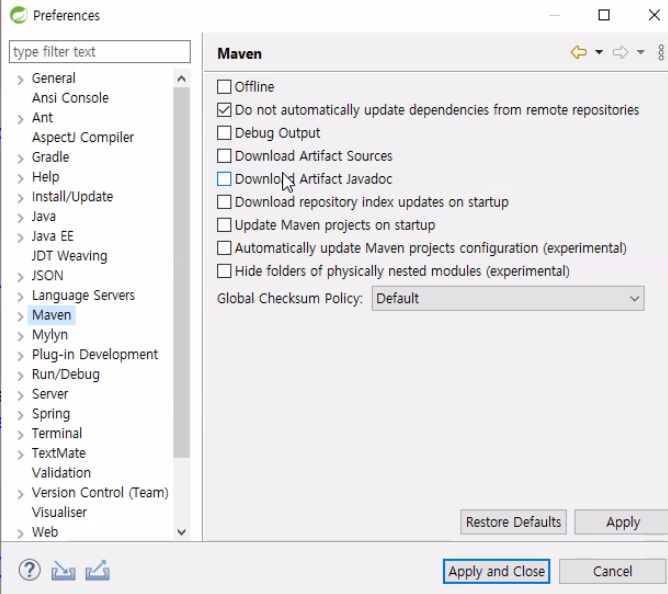 Preferences
type filter text
General
Ansi Console
Ant
AspectJ Compiler
Gradle
Help
Install/Update
Java
Java EE
JDT Weaving
JSON
Language Servers
Maven
Mylyn
Plug-in Development
Run/Debug
Server
Spring
Terminal
TextMate
Validation
Version Control (Team)
Visualiser
Web
Maven
Offline
Do not automatically update dependencies from remote repositories
Debug Output
Download Artifact Sources
Download Artifact Javadoc
Download repository index updates on startup
Update Maven projects on startup
Automatically update Maven projects configuration (experimental)
Hide folders of physically nested modules (experimental)
Global Checksum Policy: Default
Restore Defaults Apply
? Apply and Close Cancel